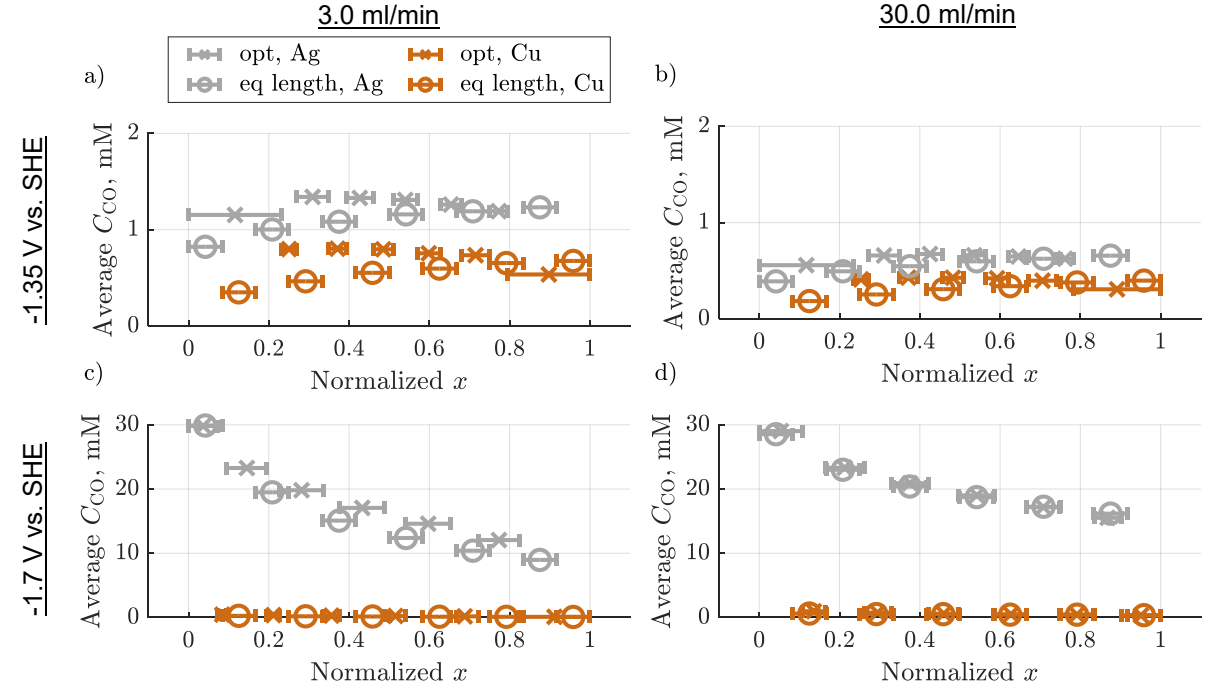 3.0 ml/min
30.0 ml/min
opt, Ag
opt, Cu
eq length, Ag
eq length, Cu
-1.35 V vs. SHE
a)
Average C_CO, mM
2
1
0
0
0.2
0.4
0.6
0.8
1
Normalized x
b)
Average C_CO, mM
2
1
0
0
0.2
0.4
0.6
0.8
1
Normalized x
-1.7 V vs. SHE
c)
Average C_CO, mM
30
20
10
0
0
0.2
0.4
0.6
0.8
1
Normalized x
d)
Average C_CO, mM
30
20
10
0
0
0.2
0.4
0.6
0.8
1
Normalized x